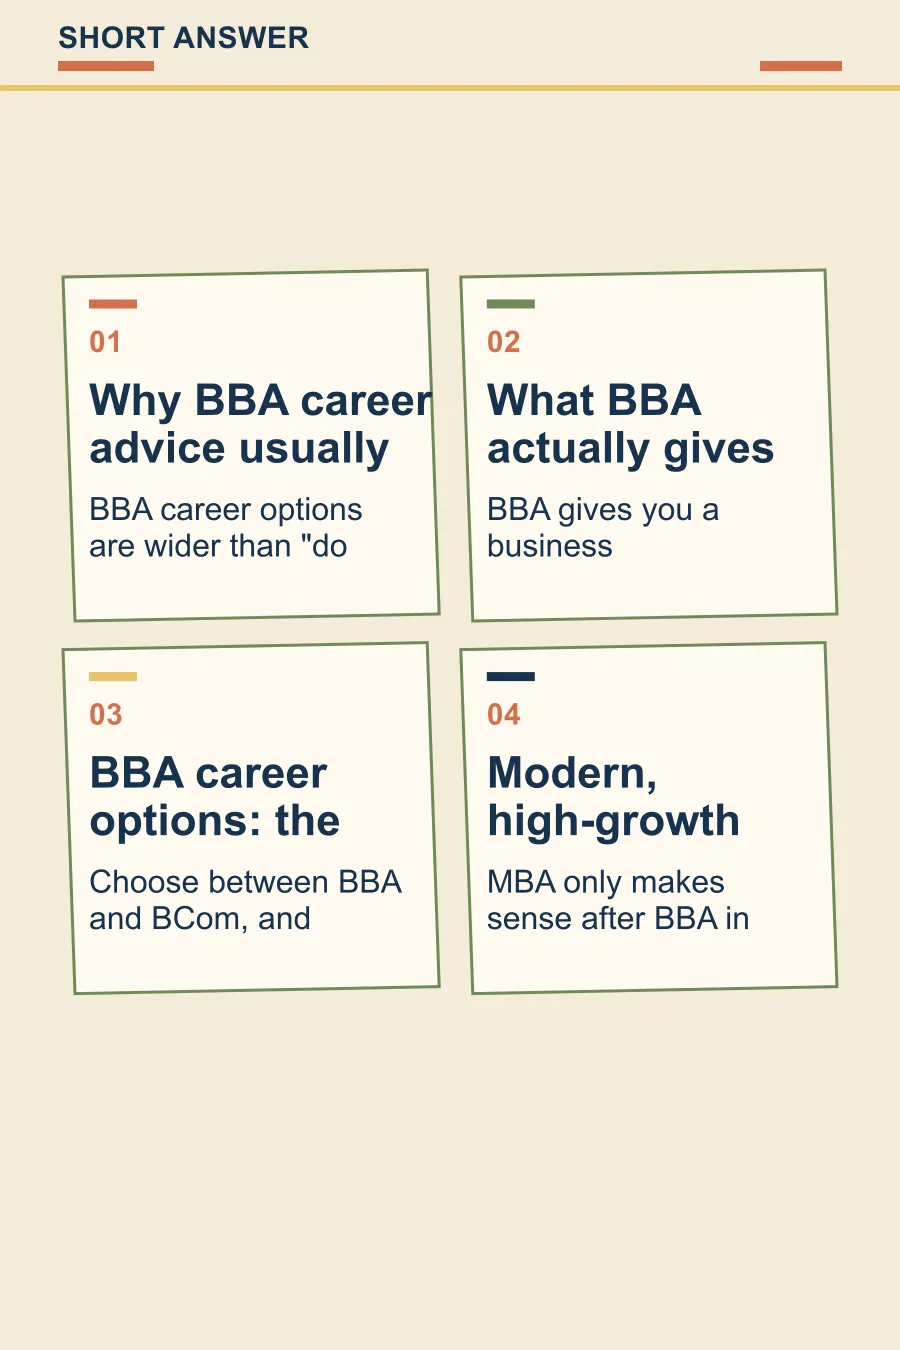 SHORT ANSWER
01
Why BBA career
advice usually
BBA career options
are wider than "do
02
What BBA
actually gives
BBA gives you a
business
03
BBA career
options: the
Choose between BBA
and BCom, and
04
Modern,
high-growth
MBA only makes
sense after BBA in